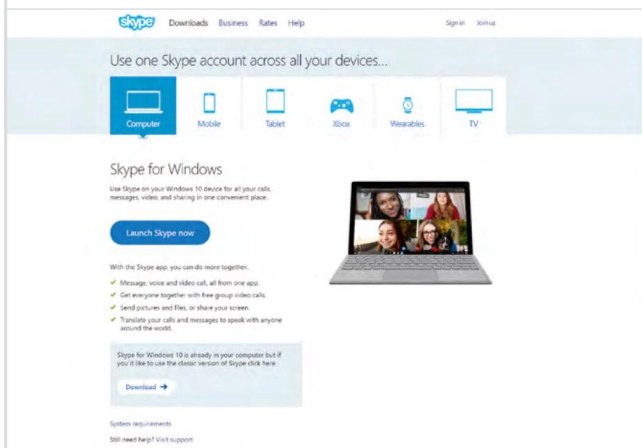 skype Downloads Business Rates Help Sign in Join us
Use one Skype account across all your devices...
Computer Mobile Tablet Xbox Wearables TV
Skype for Windows
Use Skype on your Windows 10 device for all your calls,
messages, video, and sharing in one convenient place.
Launch Skype now
With the Skype app, you can do more together:
Message, voice and video call, all from one app.
Get everyone together with free group video calls.
Send pictures and files, or share your screen.
Translate your calls and messages to speak with anyone
around the world.
Skype for Windows 10 is already in your computer but if
you'd like to use the classic version of Skype click here
Download
System requirements
Still need help? Visit support